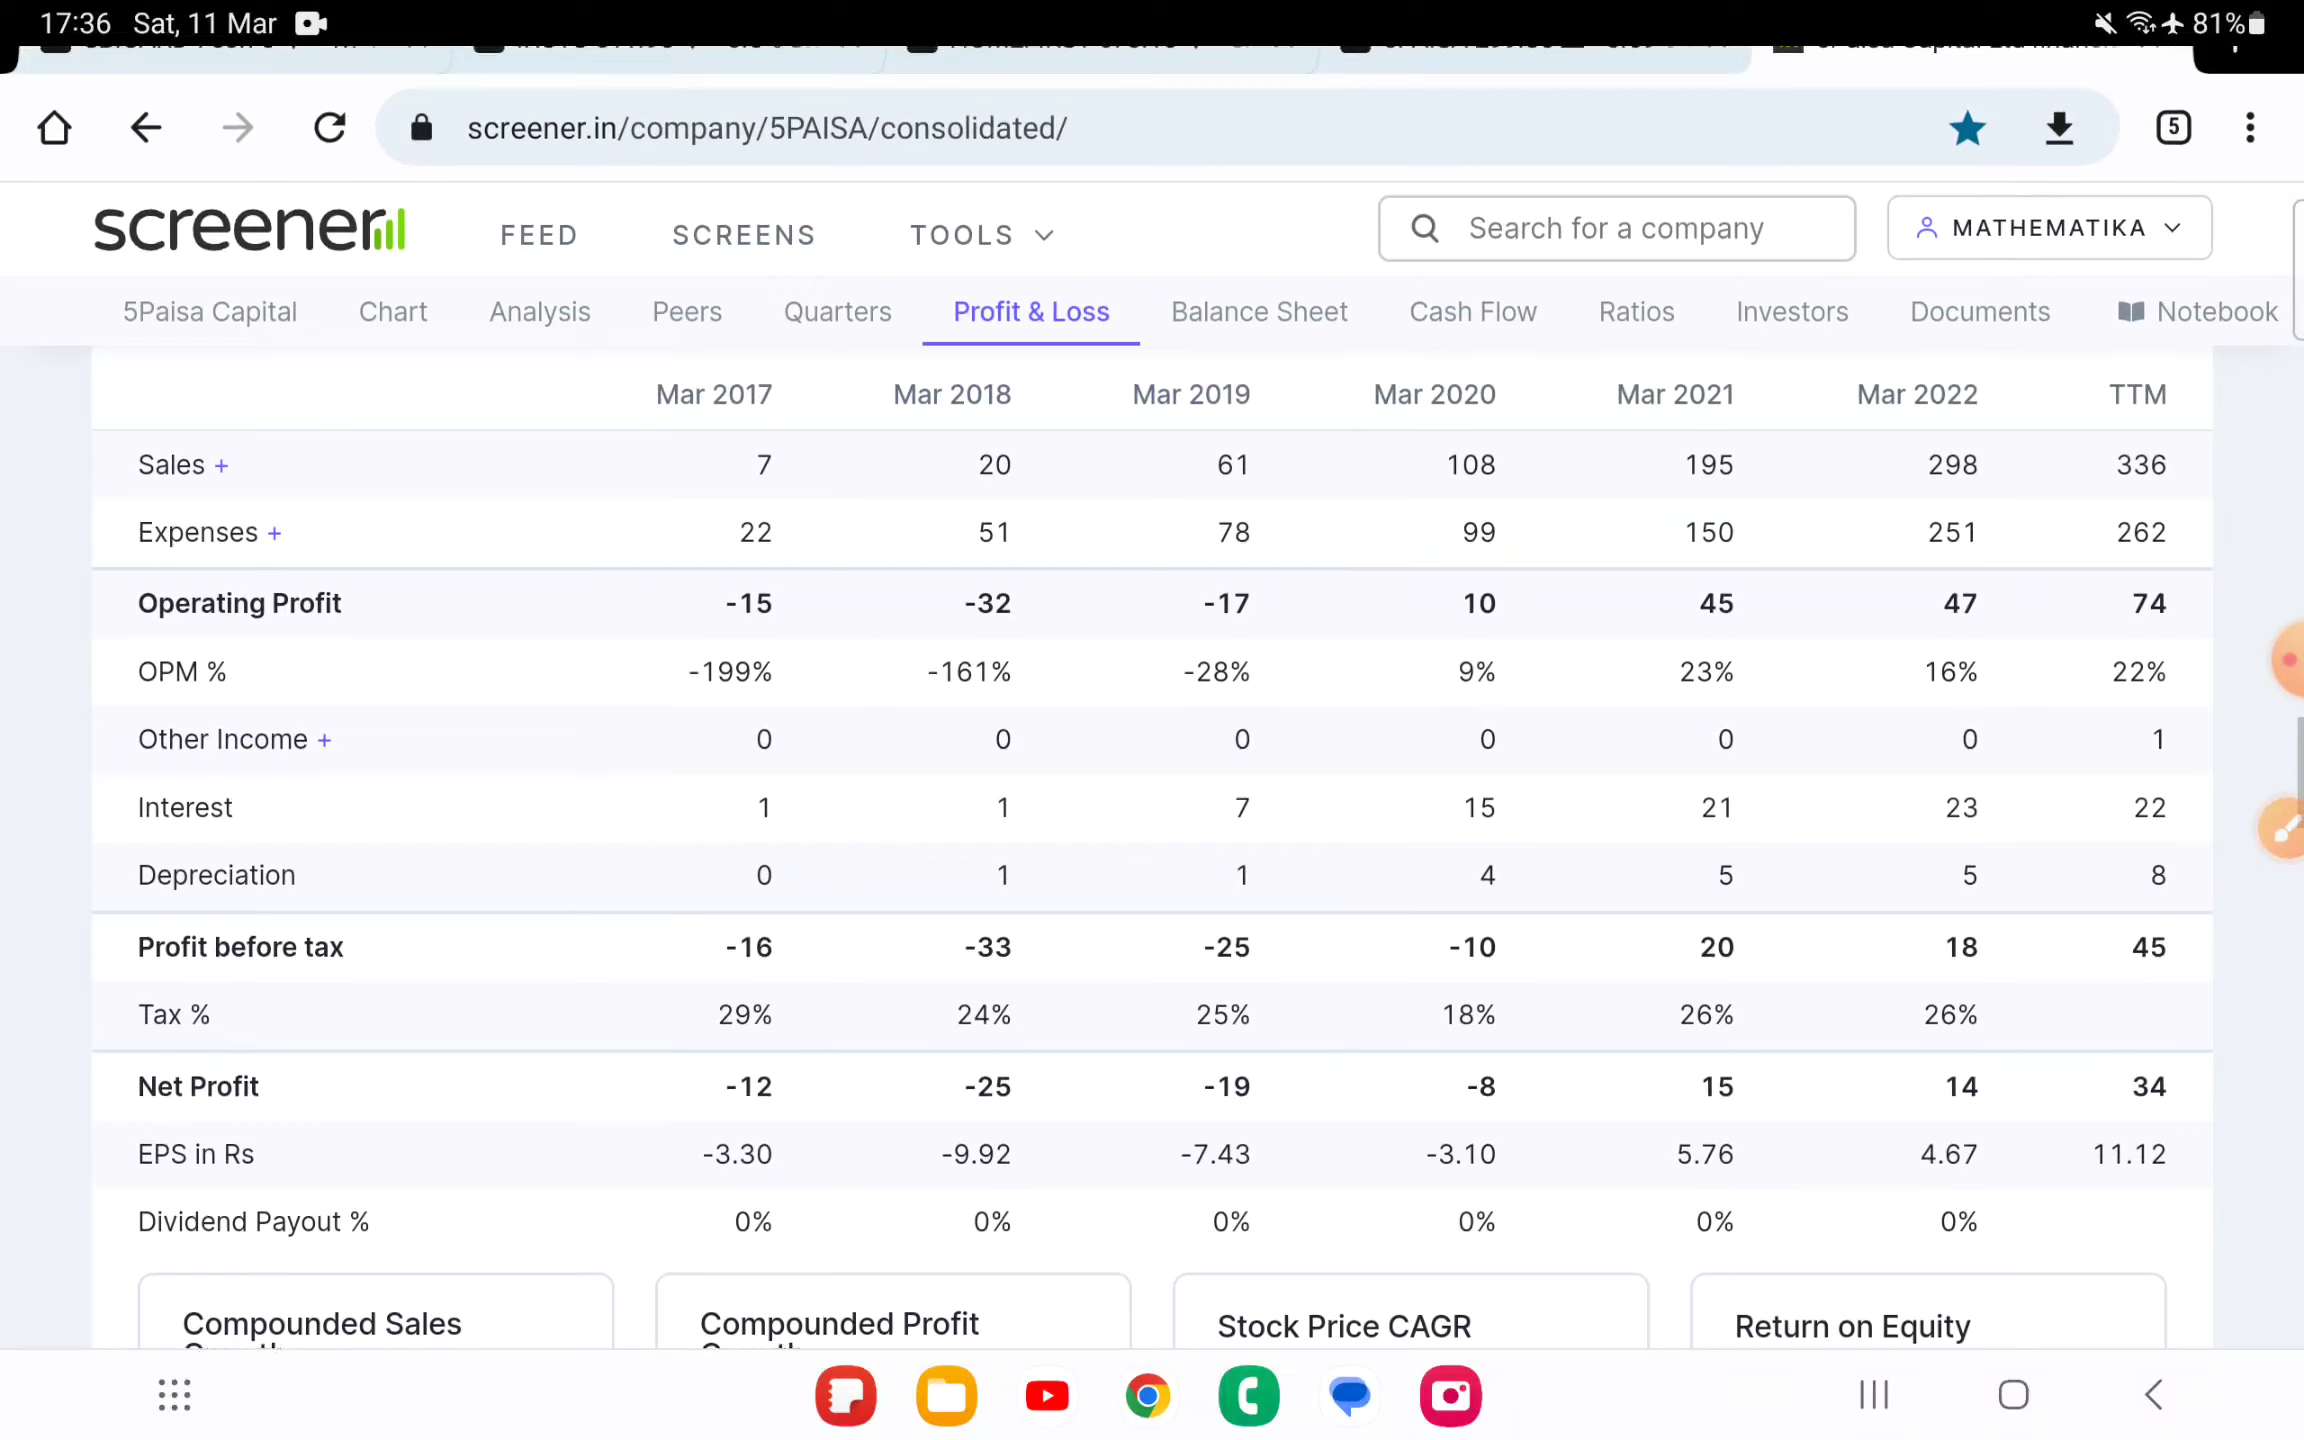 17:36 Sat, 11 Mar 81%
screener.in/company/5PAISA/consolidated/ 5
screener FEED SCREENS TOOLS Search for a company MATHEMATIKA
5Paisa Capital Chart Analysis Peers Quarters Profit & Loss Balance Sheet Cash Flow Ratios Investors Documents Notebook
Mar 2017 Mar 2018 Mar 2019 Mar 2020 Mar 2021 Mar 2022 TTM
Sales + 7 20 61 108 195 298 336
Expenses + 22 51 78 99 150 251 262
Operating Profit -15 -32 -17 10 45 47 74
OPM % -199% -161% -28% 9% 23% 16% 22%
Other Income + 0 0 0 0 0 0 1
Interest 1 1 7 15 21 23 22
Depreciation 0 1 1 4 5 5 8
Profit before tax -16 -33 -25 -10 20 18 45
Tax % 29% 24% 25% 18% 26% 26%
Net Profit -12 -25 -19 -8 15 14 34
EPS in Rs -3.30 -9.92 -7.43 -3.10 5.76 4.67 11.12
Dividend Payout % 0% 0% 0% 0% 0% 0%
Compounded Sales Compounded Profit Stock Price CAGR Return on Equity